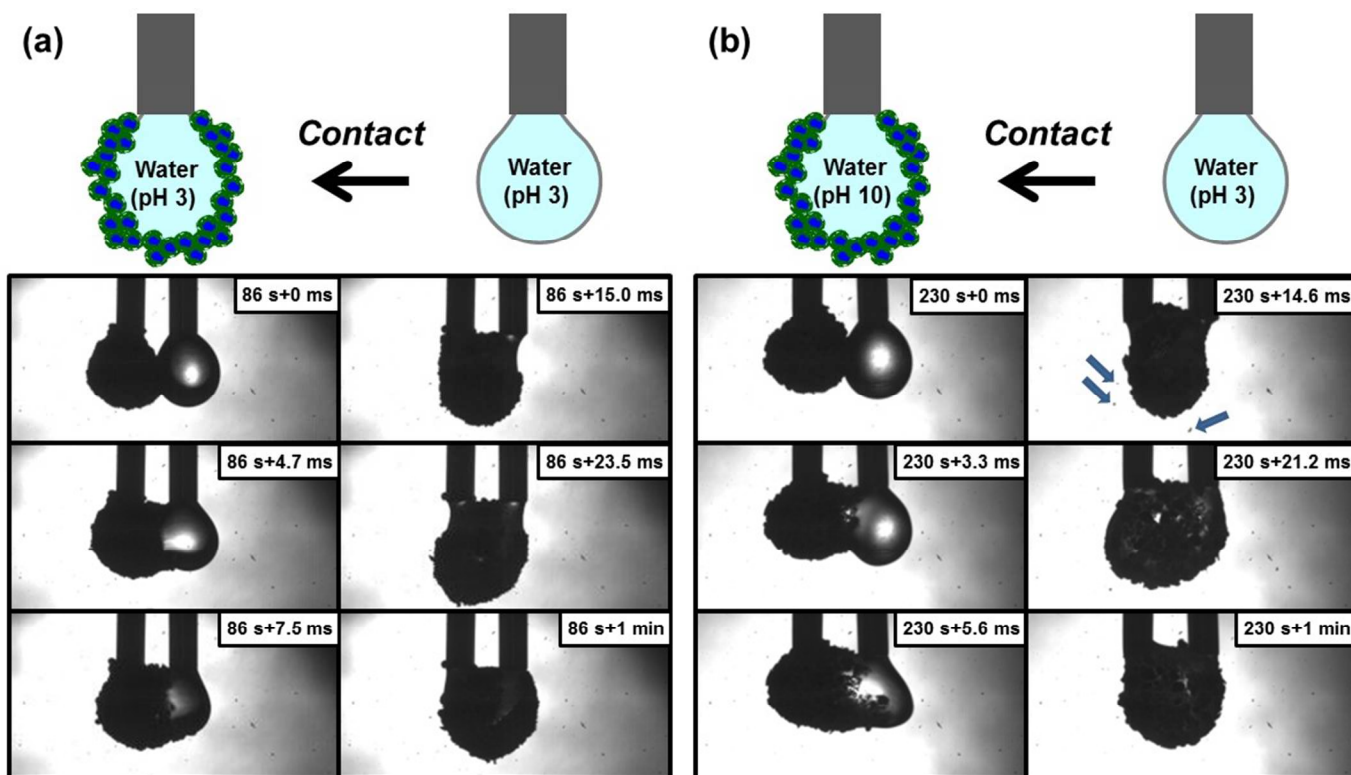 (a)
Water
(pH 3)
Contact
Water
(pH 3)
86 s+0 ms
86 s+15.0 ms
86 s+4.7 ms
86 s+23.5 ms
86 s+7.5 ms
86 s+1 min
(b)
Water
(pH 10)
Contact
Water
(pH 3)
230 s+0 ms
230 s+14.6 ms
230 s+3.3 ms
230 s+21.2 ms
230 s+5.6 ms
230 s+1 min